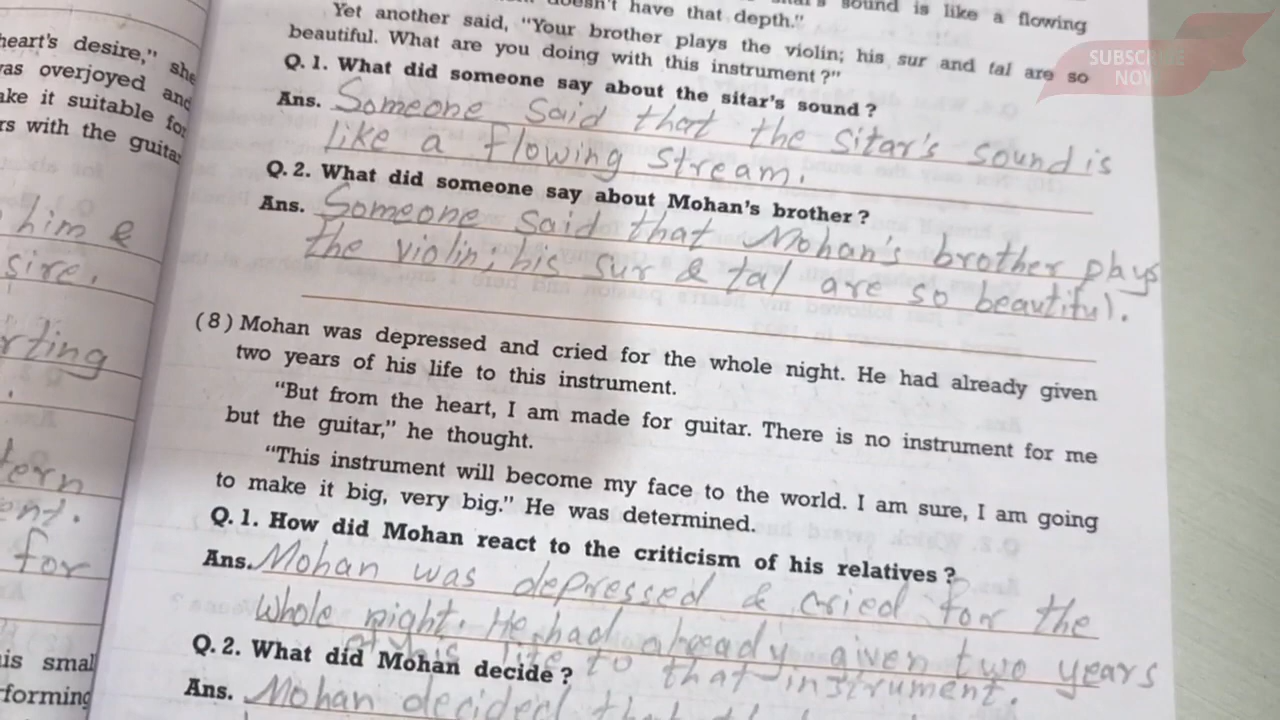 doesn't have that depth."
sound is like a flowing
Yet another said, "Your brother plays the violin; his sur and tal are so
beautiful. What are you doing with this instrument ?"
Q. 1. What did someone say about the sitar's sound ?
Ans. Someone said that the sitar's sound is
like a flowing stream.
Q. 2. What did someone say about Mohan's brother ?
Ans. Someone said that Mohan's brother plays
the violin; his sur & tal are so beautiful.
(8) Mohan was depressed and cried for the whole night. He had already given
two years of his life to this instrument.
"But from the heart, I am made for guitar. There is no instrument for me
but the guitar," he thought.
"This instrument will become my face to the world. I am sure, I am going
to make it big, very big." He was determined.
Q. 1. How did Mohan react to the criticism of his relatives ?
Ans. Mohan was depressed & cried for the
whole night. He had already given two years
of his life to that instrument.
Q. 2. What did Mohan decide ?
Ans. Mohan decided that
heart's desire," she
was overjoyed and
make it suitable for
with the guitar
him &
sire.
rting
tern
ent.
for
his small
forming
SUBSCRIBE
NOW